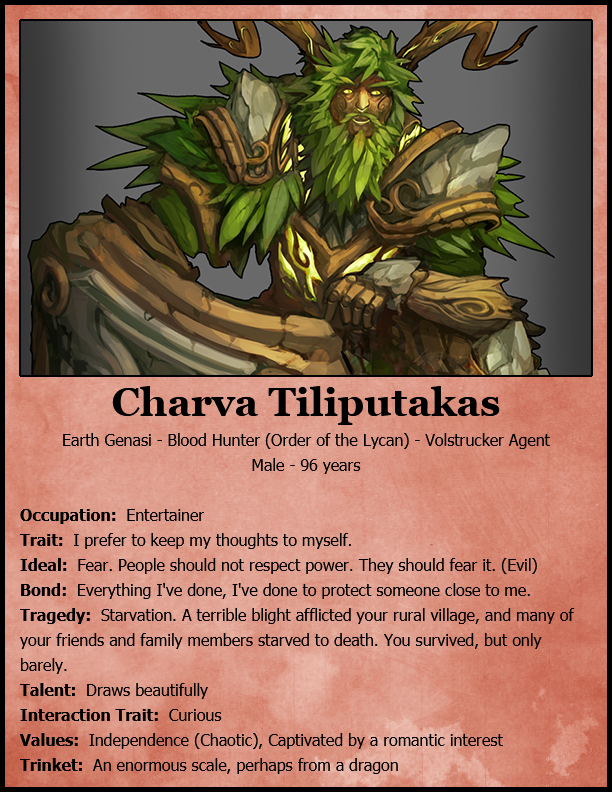 Charva Tiliputakas
Earth Genasi - Blood Hunter (Order of the Lycan) - Volstrucker Agent
Male - 96 years
Occupation: Entertainer
Trait: I prefer to keep my thoughts to myself.
Ideal: Fear. People should not respect power. They should fear it. (Evil)
Bond: Everything I've done, I've done to protect someone close to me.
Tragedy: Starvation. A terrible blight afflicted your rural village, and many of
your friends and family members starved to death. You survived, but only
barely.
Talent: Draws beautifully
Interaction Trait: Curious
Values: Independence (Chaotic), Captivated by a romantic interest
Trinket: An enormous scale, perhaps from a dragon